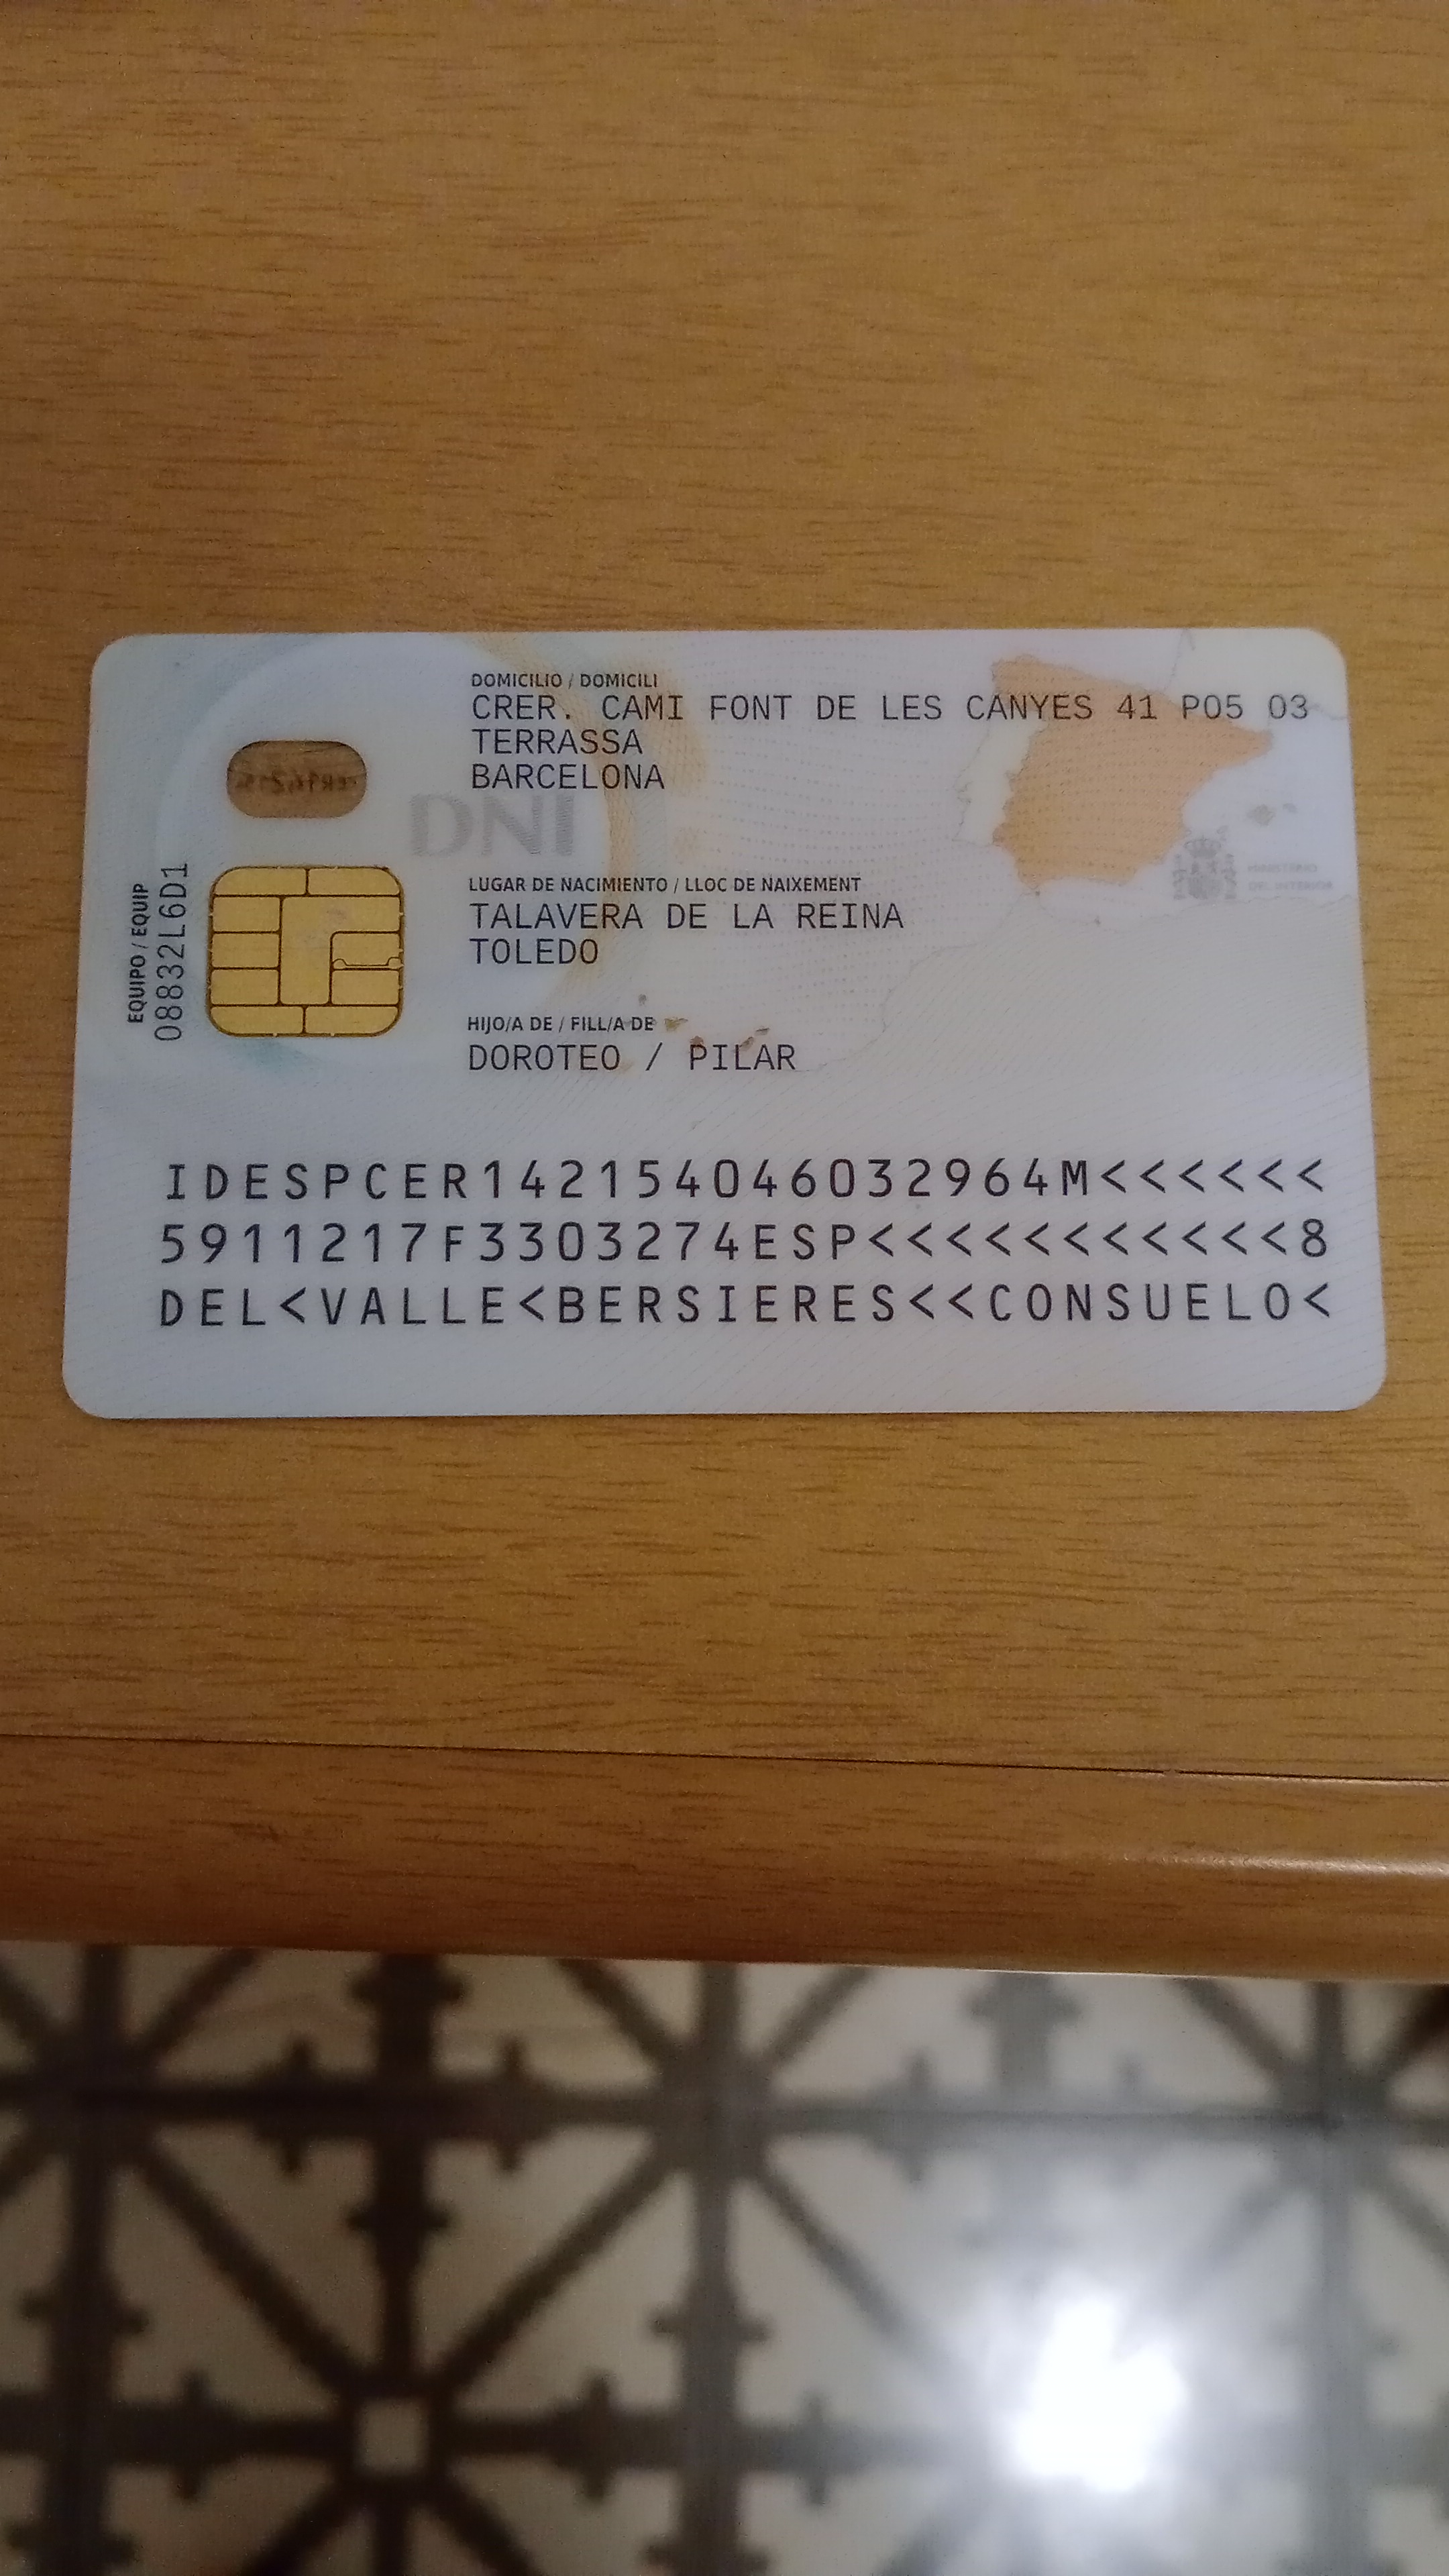 DOMICILIO / DOMICILI
CRER. CAMI FONT DE LES CANYES 41 P05 03
TERRASSA
BARCELONA
DNI
LUGAR DE NACIMIENTO / LLOC DE NAIXEMENT
TALAVERA DE LA REINA
TOLEDO
HIJO/A DE / FILL/A DE
DOROTEO / PILAR
EQUIPO / EQUIP
08832L6D1
IDESPCER142154046032964M<<<<<<
5911217F3303274ESP<<<<<<<<<<<8
DEL<VALLE<BERSIERES<<CONSUELO<